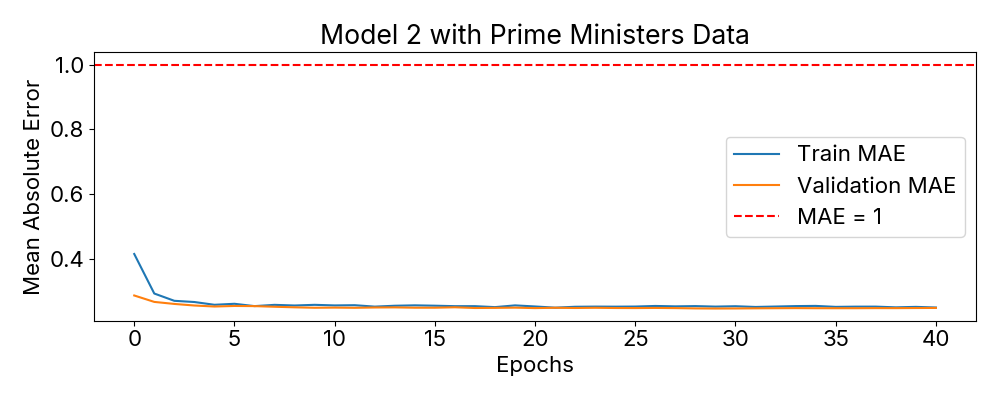 Model 2 with Prime Ministers Data
Mean Absolute Error
1.0
0.8
0.6
0.4
Train MAE
Validation MAE
MAE = 1
0 5 10 15 20 25 30 35 40
Epochs